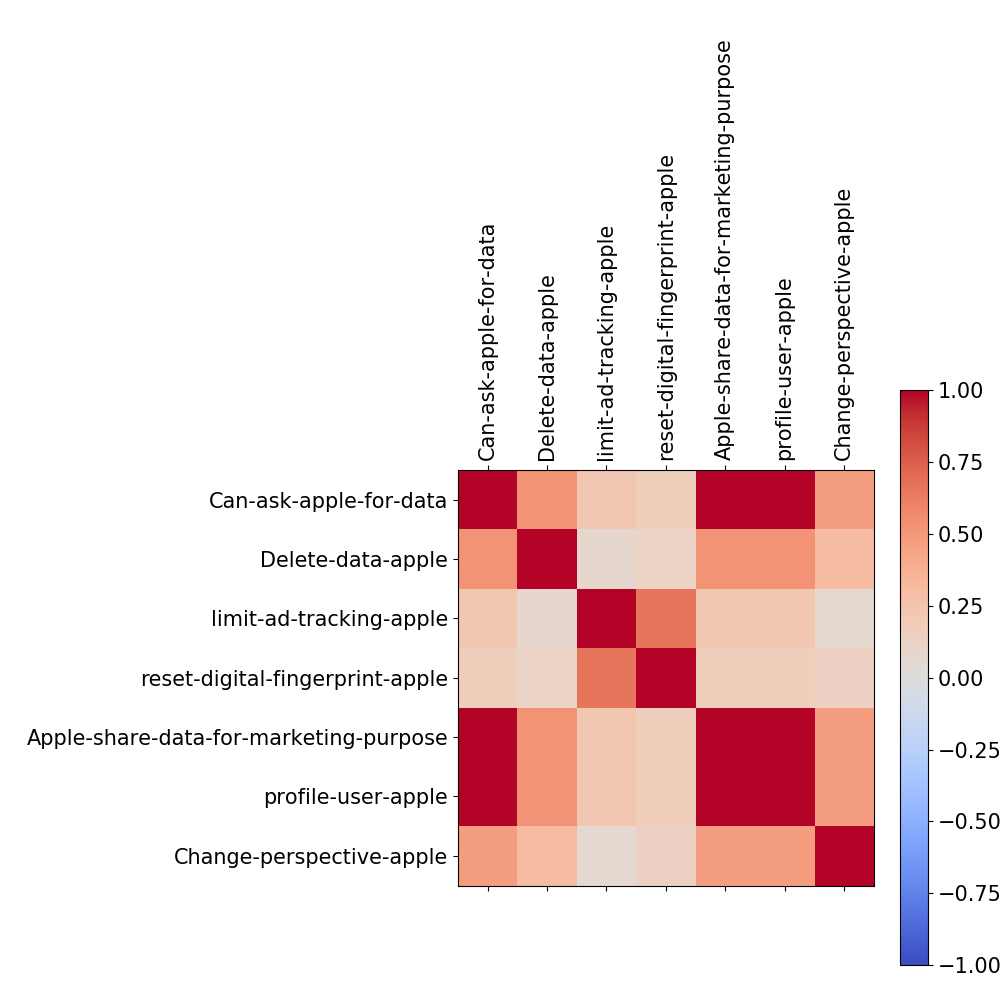 Can-ask-apple-for-data
Delete-data-apple
limit-ad-tracking-apple
reset-digital-fingerprint-apple
Apple-share-data-for-marketing-purpose
profile-user-apple
Change-perspective-apple
Can-ask-apple-for-data
Delete-data-apple
limit-ad-tracking-apple
reset-digital-fingerprint-apple
Apple-share-data-for-marketing-purpose
profile-user-apple
Change-perspective-apple
1.00
0.75
0.50
0.25
0.00
−0.25
−0.50
−0.75
−1.00